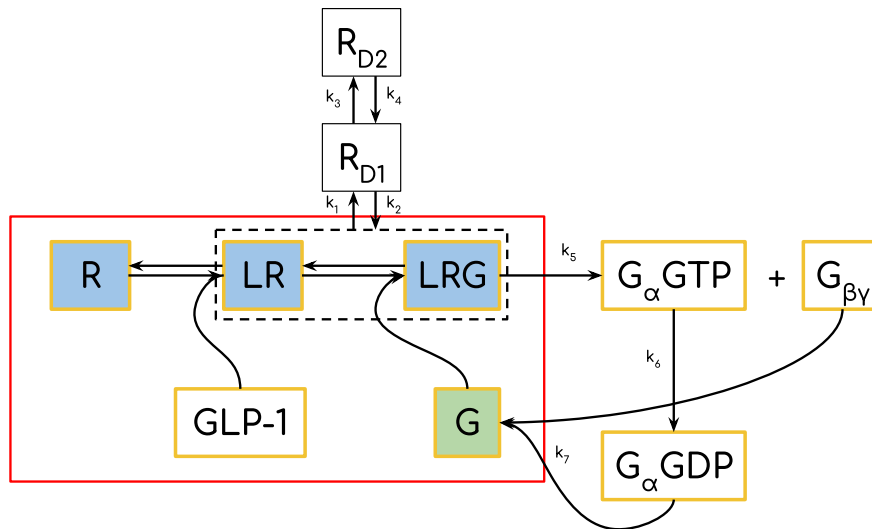 R_D2
k_3 k_4
R_D1
k_1 k_2
R LR LRG k_5 G_αGTP + G_βγ
k_6
GLP-1 G k_7 G_αGDP